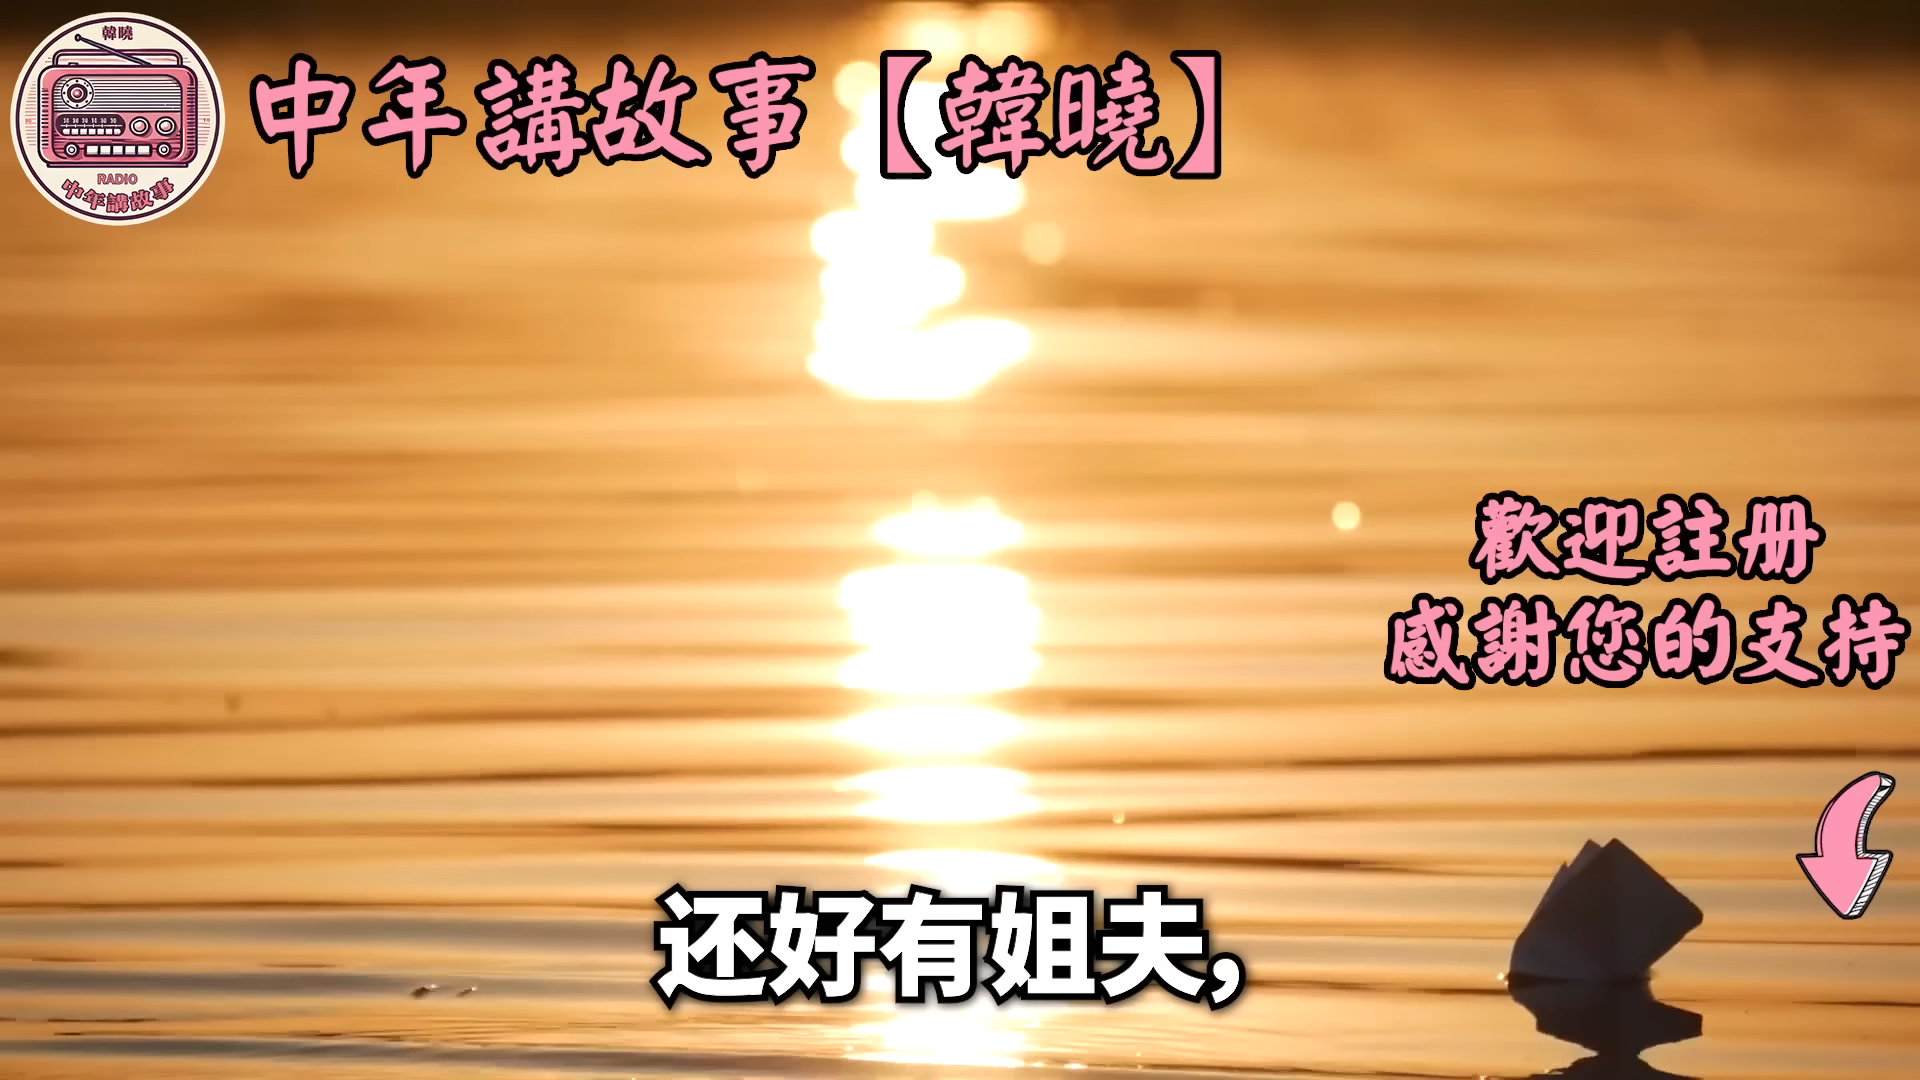 韓曉
RADIO
中年講故事
中年講故事【韓曉】
歡迎註册
感謝您的支持
还好有姐夫,